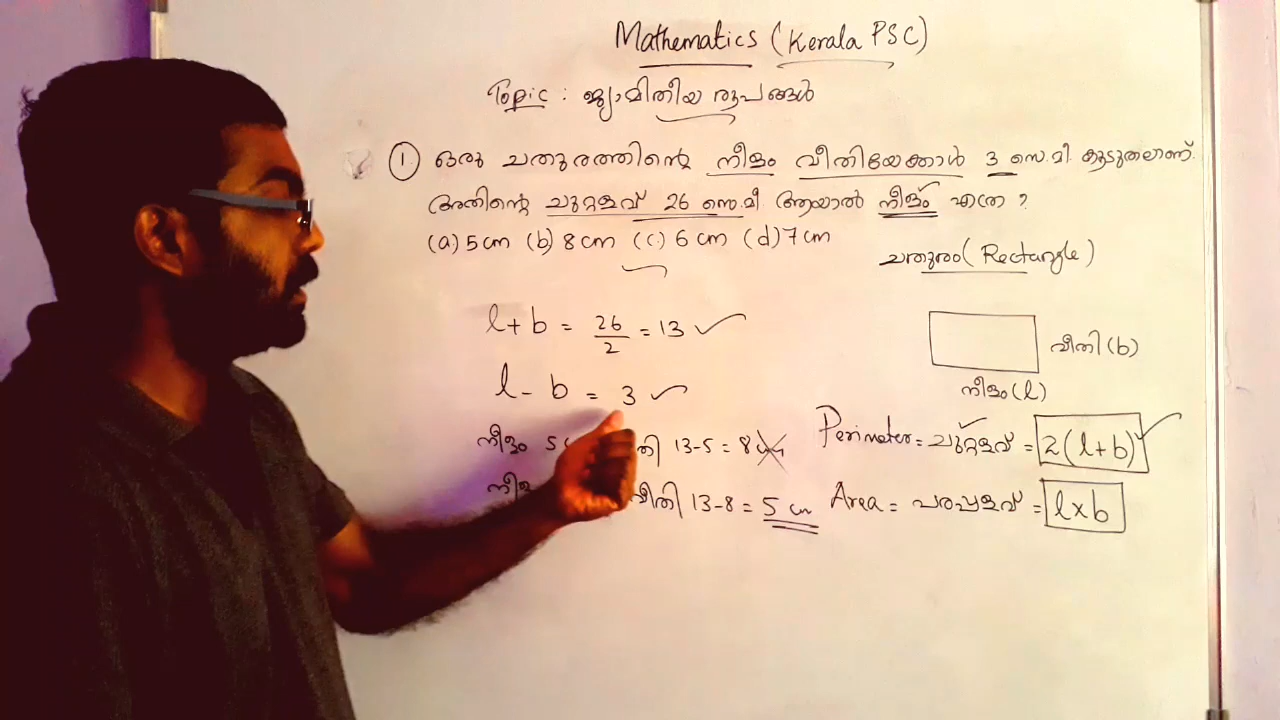 Mathematics (Kerala PSC)
Topic : ജ്യാമിതീയ രൂപങ്ങൾ
① ഒരു ചതുരത്തിന്റെ നീളം വീതിയേക്കാൾ 3 സെ.മീ. കൂടുതലാണ്.
അതിന്റെ ചുറ്റളവ് 26 സെ.മീ ആയാൽ നീളം എത്ര ?
(a) 5 cm (b) 8 cm (c) 6 cm (d) 7 cm
ചതുരം (Rectangle)
l + b = 26/2 = 13 ✓
വീതി (b)
l - b = 3 ✓
നീളം (l)
നീളം 5 13-5 = 8
Perimeter = ചുറ്റളവ് = 2(l+b)
വീതി 13-8 = 5 cm
Area = പരപ്പളവ് = l×b